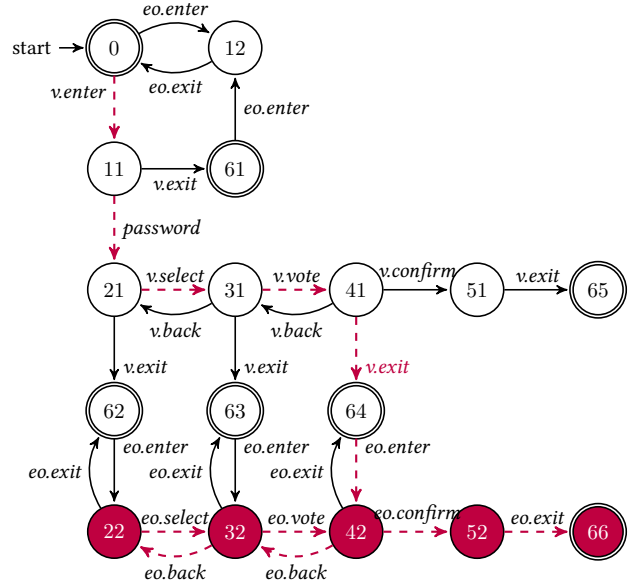 eo.enter
start 0 12
v.enter eo.exit
eo.enter
11 61
v.exit
password
v.select v.vote v.confirm v.exit
21 31 41 51 65
v.back v.back
v.exit v.exit v.exit
62 63 64
eo.enter eo.enter eo.enter
eo.exit eo.exit eo.exit
eo.select eo.vote eo.confirm eo.exit
22 32 42 52 66
eo.back eo.back